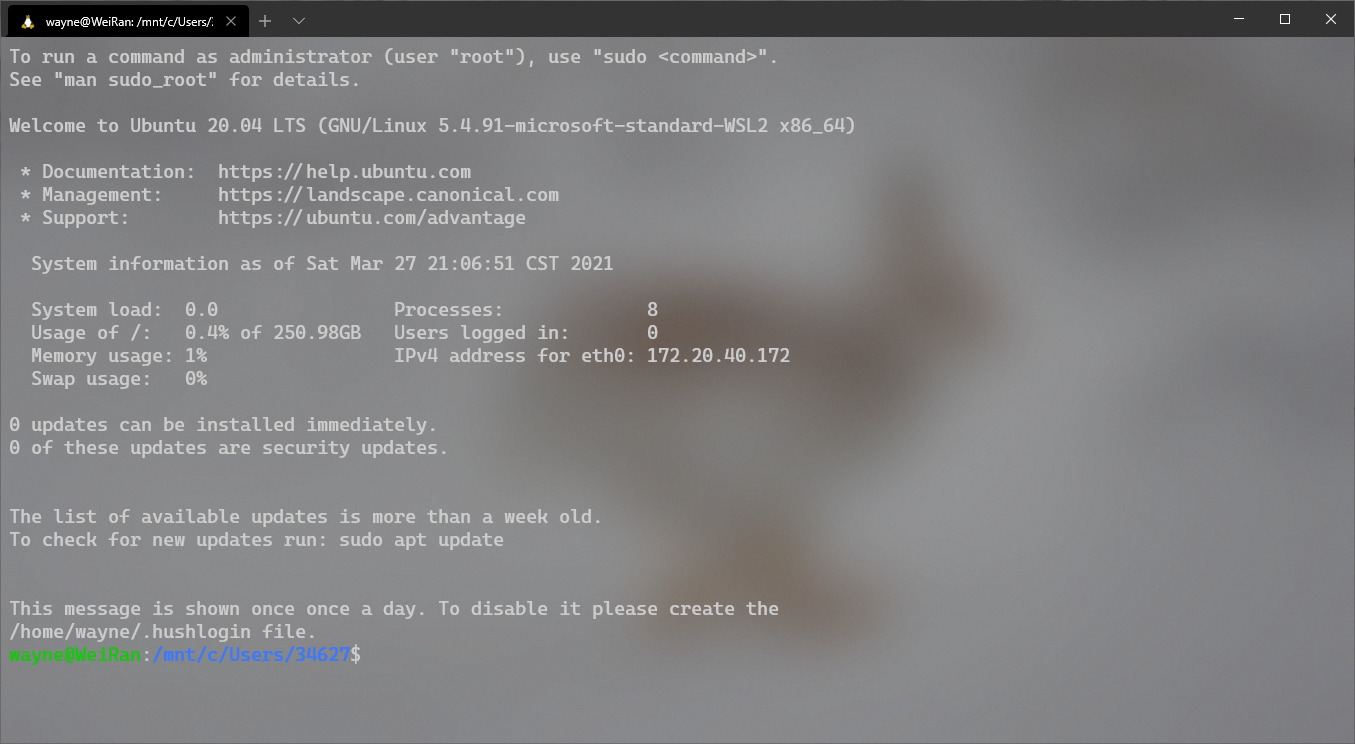 wayne@WeiRan: /mnt/c/Users/3
To run a command as administrator (user "root"), use "sudo <command>".
See "man sudo_root" for details.
Welcome to Ubuntu 20.04 LTS (GNU/Linux 5.4.91-microsoft-standard-WSL2 x86_64)
* Documentation:  https://help.ubuntu.com
* Management:     https://landscape.canonical.com
* Support:        https://ubuntu.com/advantage
System information as of Sat Mar 27 21:06:51 CST 2021
System load:  0.0                Processes:             8
Usage of /:   0.4% of 250.98GB   Users logged in:       0
Memory usage: 1%                 IPv4 address for eth0: 172.20.40.172
Swap usage:   0%
0 updates can be installed immediately.
0 of these updates are security updates.
The list of available updates is more than a week old.
To check for new updates run: sudo apt update
This message is shown once once a day. To disable it please create the
/home/wayne/.hushlogin file.
wayne@WeiRan:/mnt/c/Users/34627$